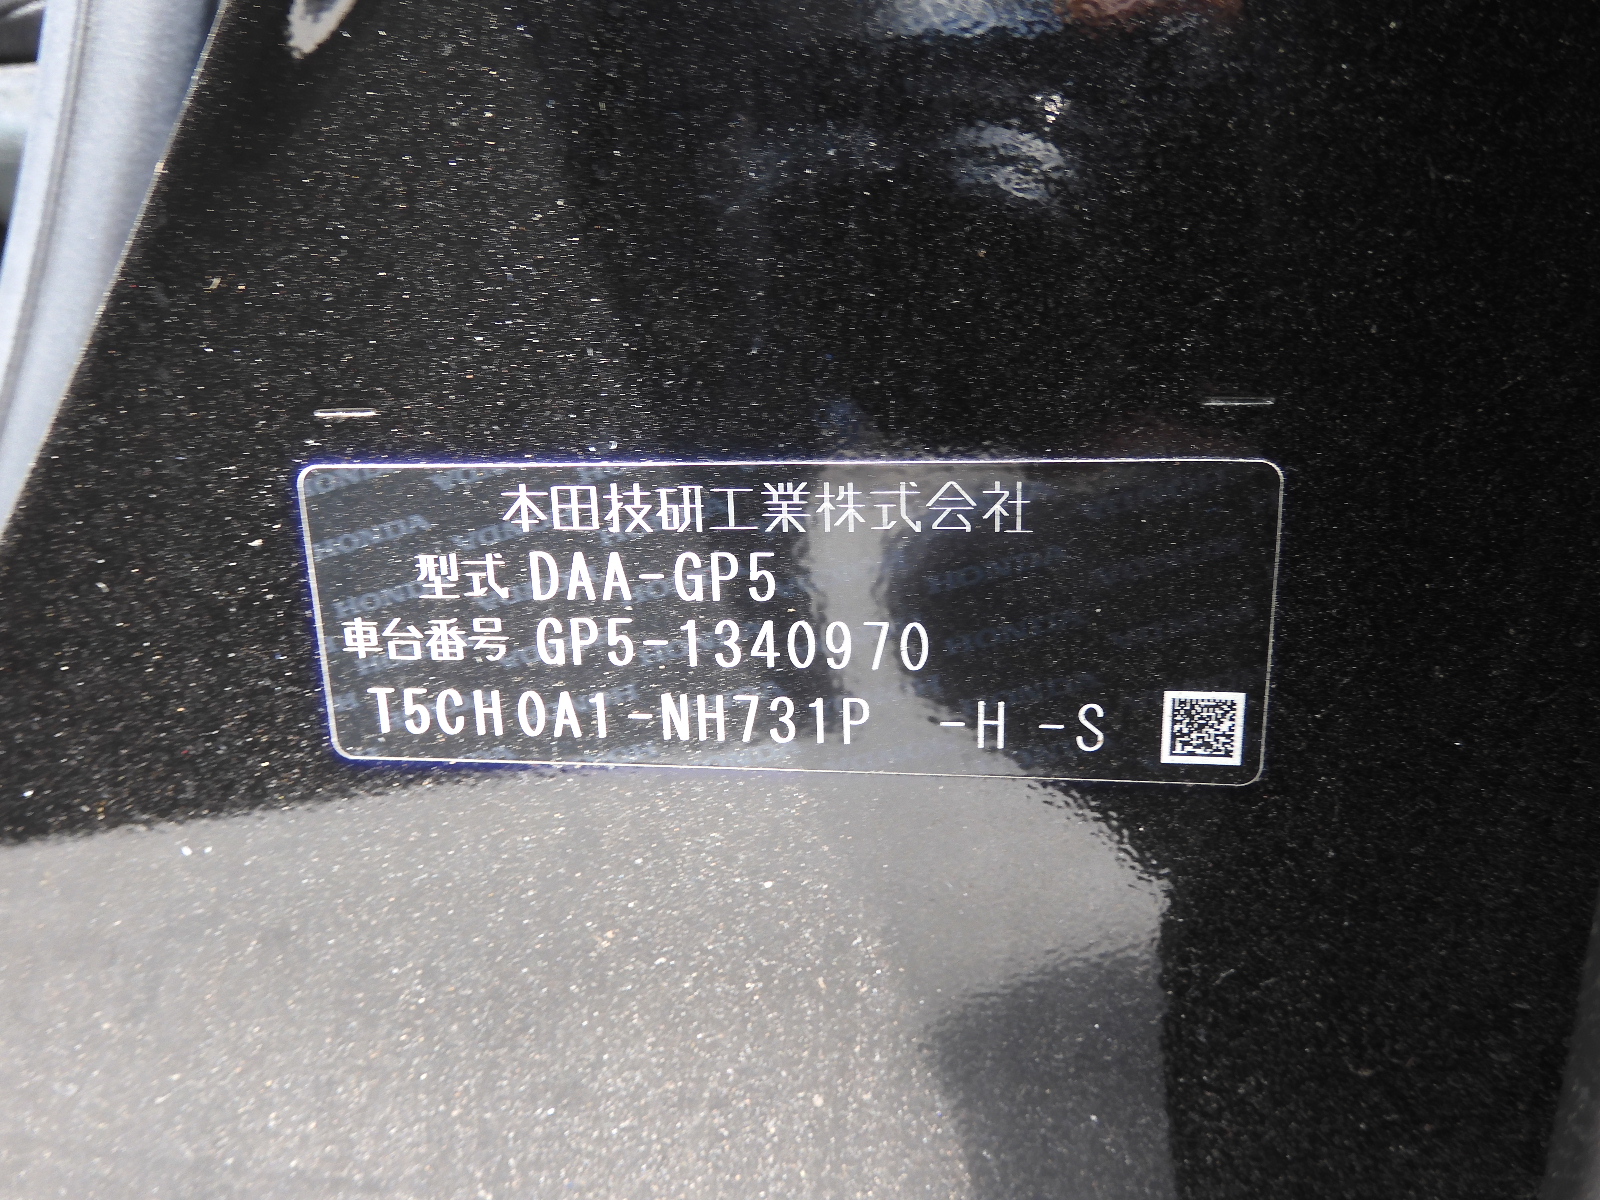 本田技研工業株式会社
型式 DAA-GP5
車台番号 GP5-1340970
T5CH0A1-NH731P -H -S